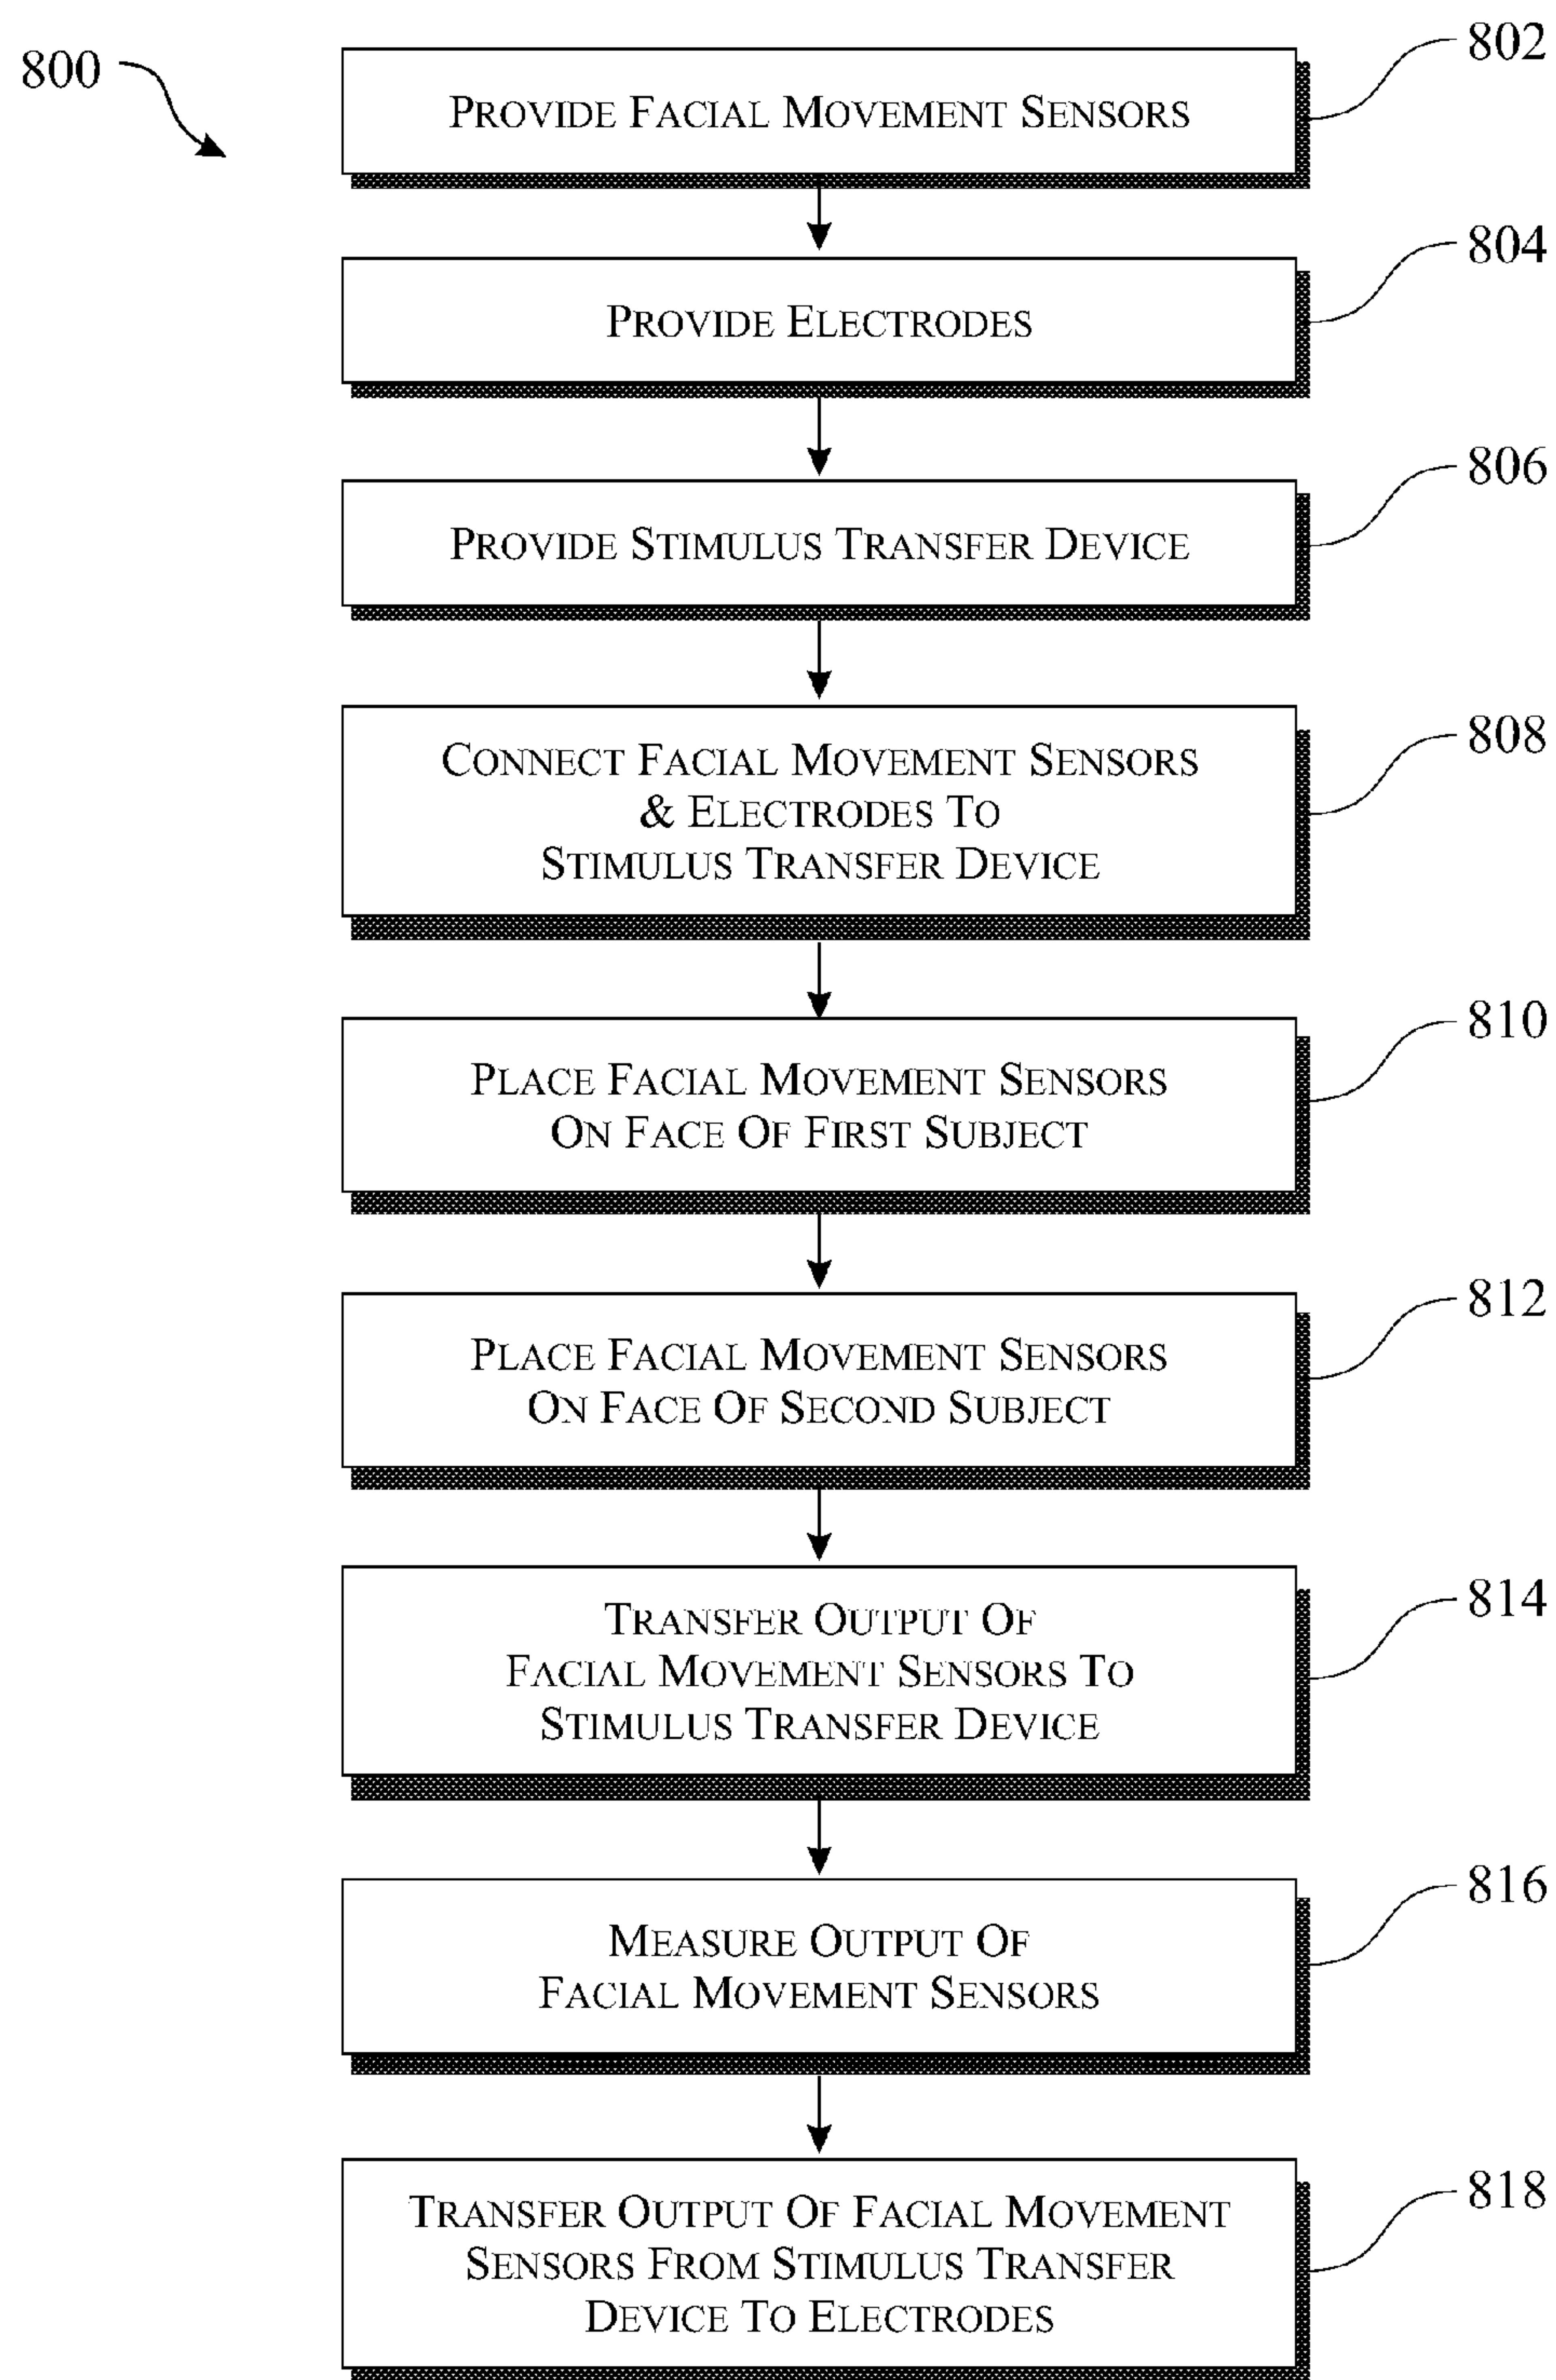 800
802
PROVIDE FACIAL MOVEMENT SENSORS
804
PROVIDE ELECTRODES
806
PROVIDE STIMULUS TRANSFER DEVICE
808
CONNECT FACIAL MOVEMENT SENSORS
& ELECTRODES TO
STIMULUS TRANSFER DEVICE
810
PLACE FACIAL MOVEMENT SENSORS
ON FACE OF FIRST SUBJECT
812
PLACE FACIAL MOVEMENT SENSORS
ON FACE OF SECOND SUBJECT
814
TRANSFER OUTPUT OF
FACIAL MOVEMENT SENSORS TO
STIMULUS TRANSFER DEVICE
816
MEASURE OUTPUT OF
FACIAL MOVEMENT SENSORS
818
TRANSFER OUTPUT OF FACIAL MOVEMENT
SENSORS FROM STIMULUS TRANSFER
DEVICE TO ELECTRODES